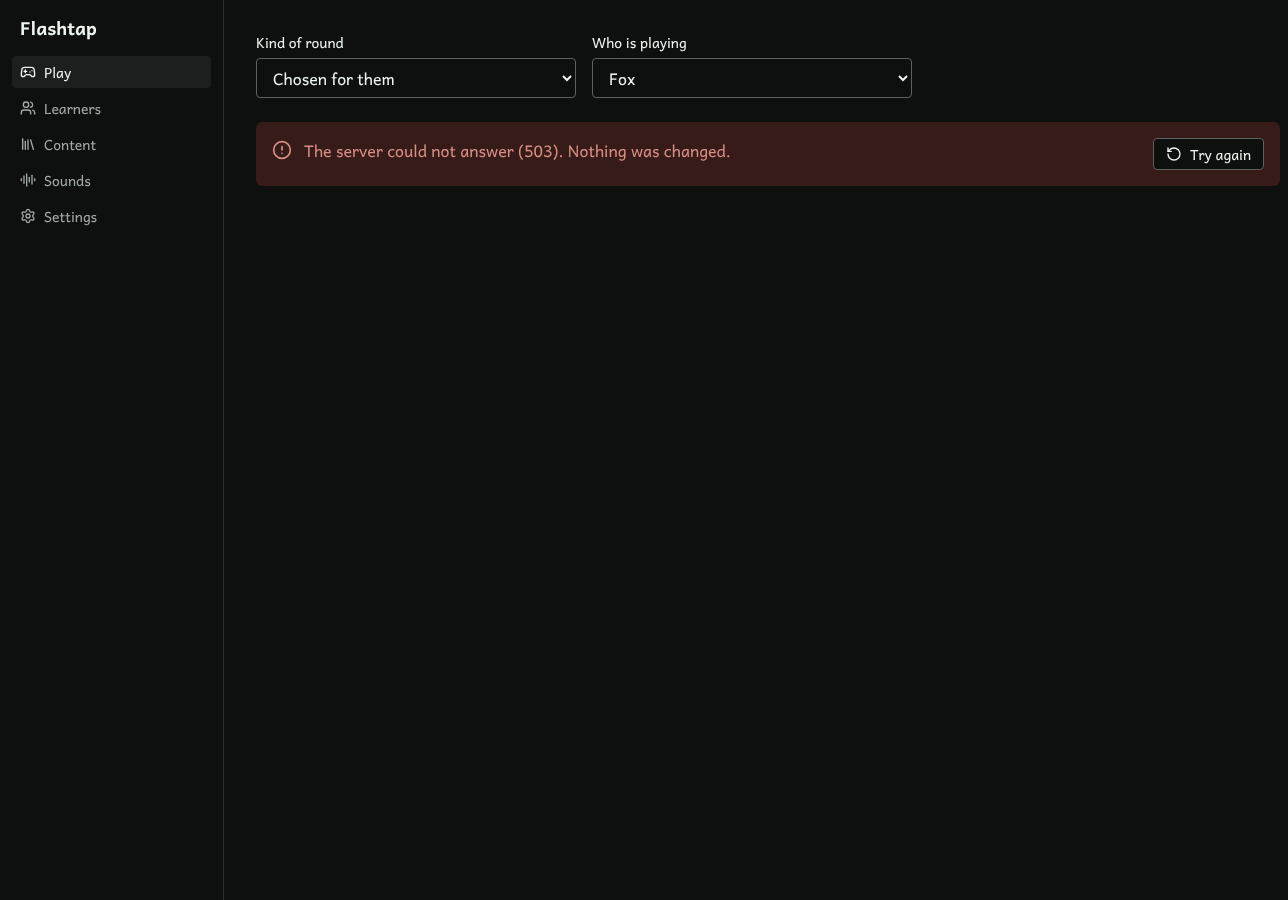 Flashtap
Play
Learners
Content
Sounds
Settings
Kind of round
Chosen for them
Who is playing
Fox
The server could not answer (503). Nothing was changed.
Try again